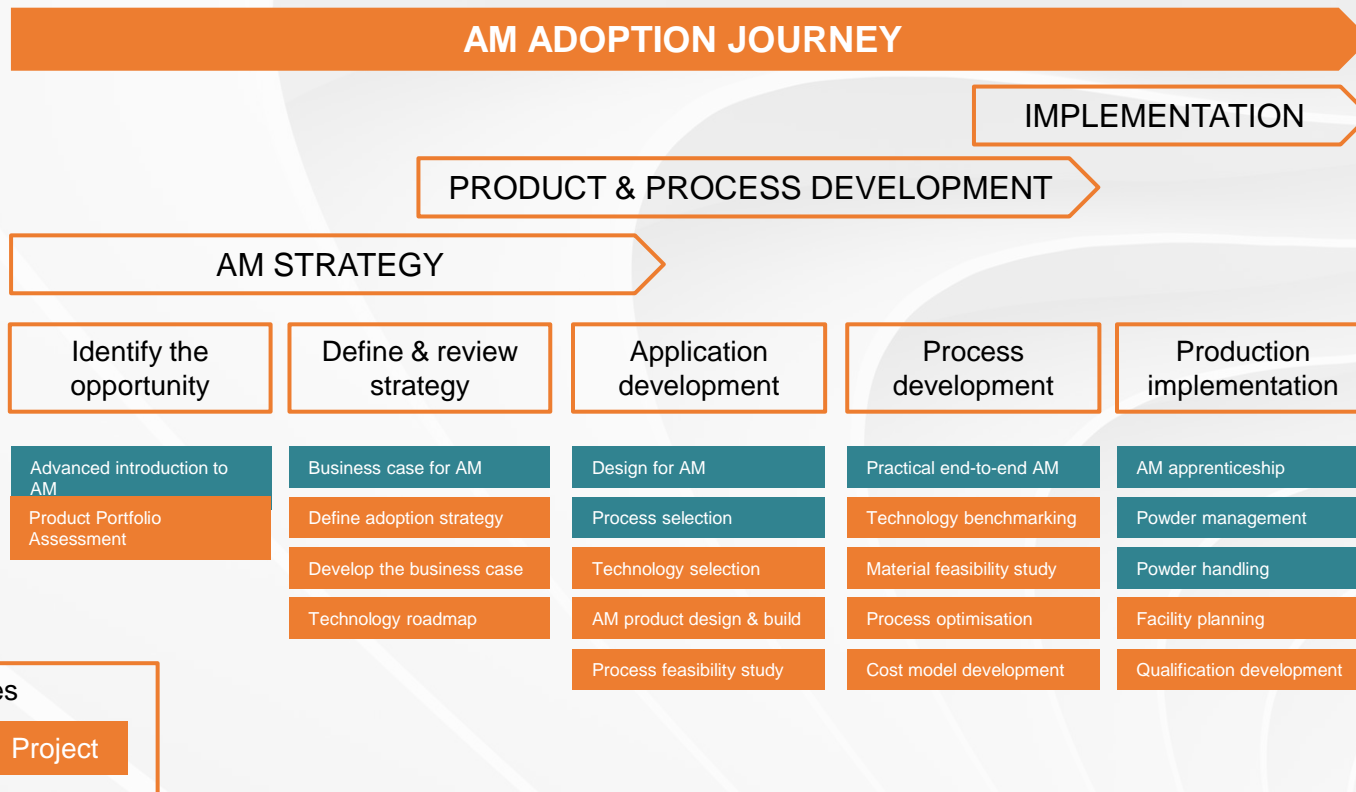 AM ADOPTION JOURNEY
IMPLEMENTATION
PRODUCT & PROCESS DEVELOPMENT
AM STRATEGY
Identify the
opportunity
Define & review
strategy
Application
development
Process
development
Production
implementation
Advanced introduction to
AM
Product Portfolio
Assessment
Business case for AM
Define adoption strategy
Develop the business case
Technology roadmap
Design for AM
Process selection
Technology selection
AM product design & build
Process feasibility study
Practical end-to-end AM
Technology benchmarking
Material feasibility study
Process optimisation
Cost model development
AM apprenticeship
Powder management
Powder handling
Facility planning
Qualification development
Project